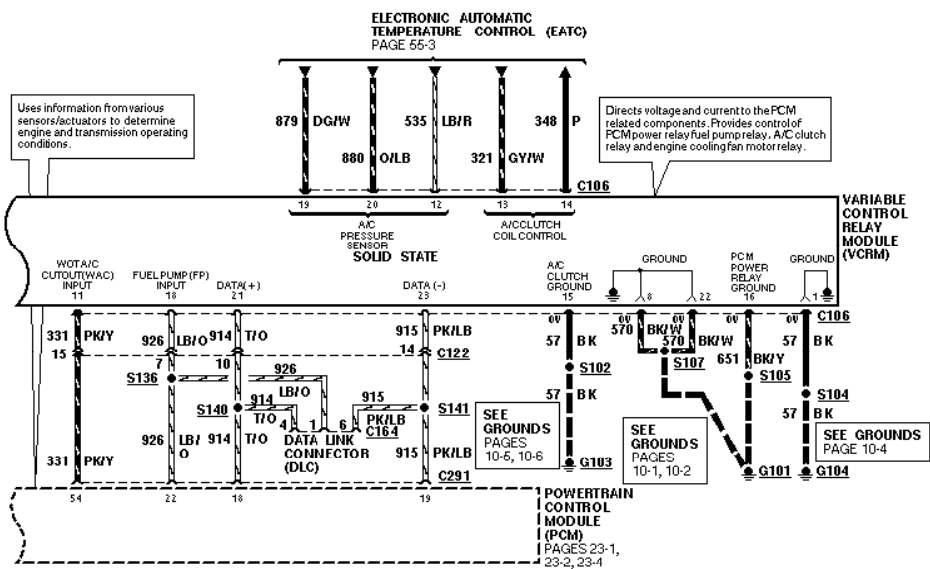 ELECTRONIC AUTOMATIC
TEMPERATURE CONTROL (EATC)
PAGE 55-3
Uses information from various
sensors/actuators to determine
engine and transmission operating
conditions.
Directs voltage and current to the PCM
related components. Provides control of
PCM power relay fuel pump relay. A/C clutch
relay and engine cooling fan motor relay.
879 DG/W 535 LB/R 348 P
880 O/LB 321 GY/W
C106
19 20 12 13 14
A/C
PRESSURE
SENSOR
A/C CLUTCH
COIL CONTROL
SOLID STATE
VARIABLE
CONTROL
RELAY
MODULE
(VCRM)
WOT A/C
CUTOUT (WAC)
INPUT
11
FUEL PUMP (FP)
INPUT
18
DATA (+)
21
DATA (-)
23
A/C
CLUTCH
GROUND
15
GROUND
8 22
PCM
POWER
RELAY
GROUND
16
GROUND
1
0V 0V 0V 0V 0V
C106
331 PK/Y 926 LB/O 914 T/O 915 PK/LB
57 BK 570 BK/W 570 BK/W 651 BK/Y 57 BK
15 14 C122
7 10
S136 926 LB/O
S140 914 T/O
915 PK/LB S141
4 1 6 C164
DATA LINK
CONNECTOR
(DLC)
S102 S107 S105 S104
57 BK 57 BK
331 PK/Y 926 LB/O 914 T/O 915 PK/LB
SEE
GROUNDS
PAGES
10-5, 10-6
SEE
GROUNDS
PAGES
10-1, 10-2
SEE GROUNDS
PAGE 10-4
G103 G101 G104
C291
54 22 18 19
POWERTRAIN
CONTROL
MODULE
(PCM)
PAGES 23-1,
23-2, 23-4